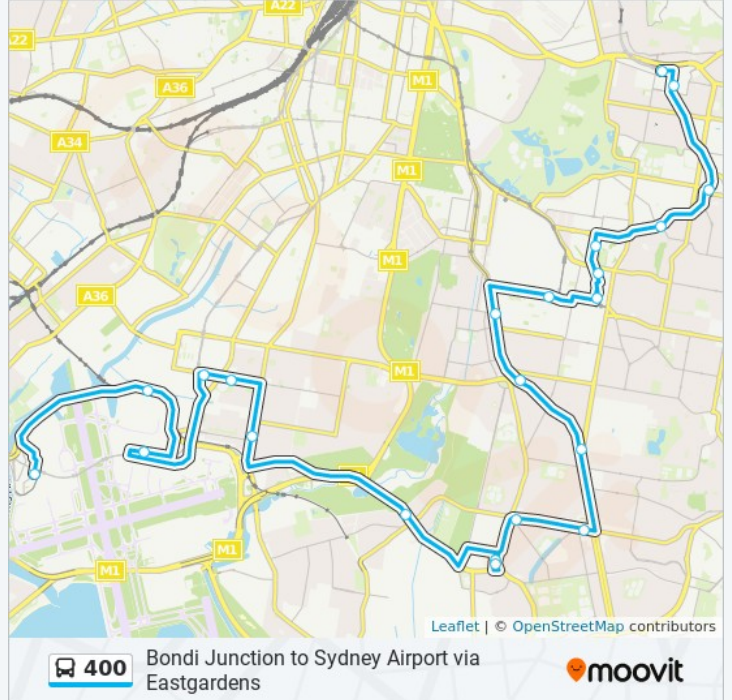 A22
A22
M1
A36
A34
M1
M1
A36
M1
M1
M1
Leaflet | © OpenStreetMap contributors
400
Bondi Junction to Sydney Airport via
Eastgardens
moovit